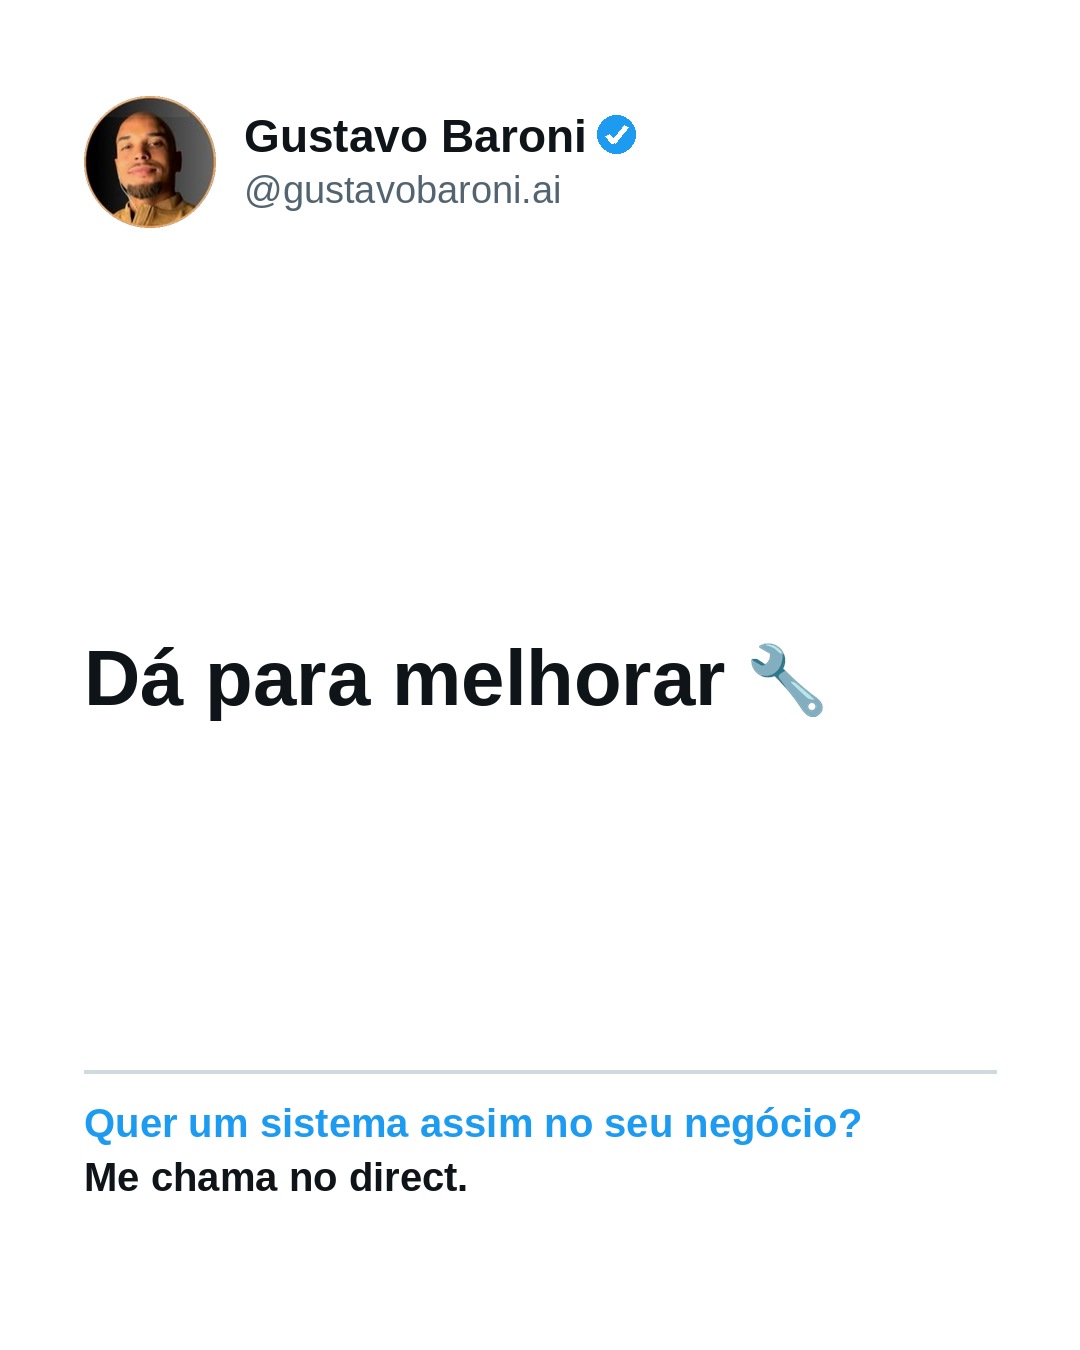 Gustavo Baroni
@gustavobaroni.ai
Dá para melhorar 🔧
Quer um sistema assim no seu negócio?
Me chama no direct.